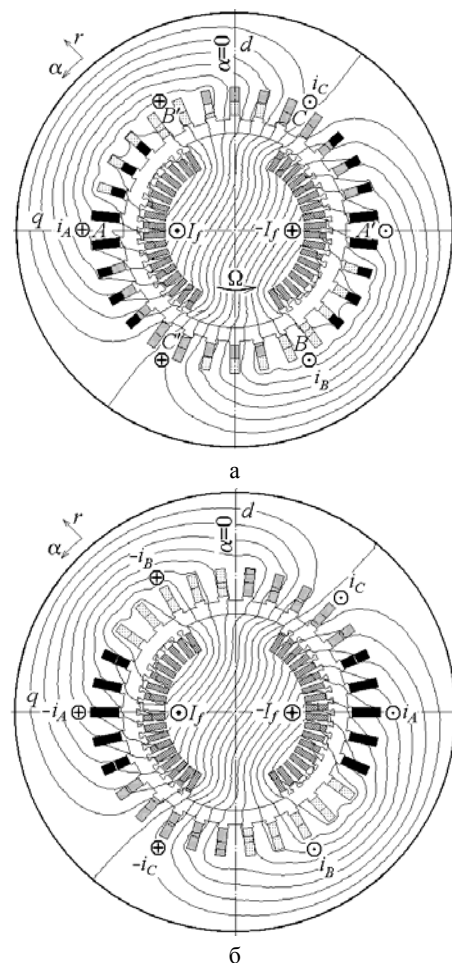 r
α
α=0
d
i_C
B'
C
q
i_A
A
I_f
-I_f
A'
Ω
C'
B
i_B
а
r
α
α=0
d
-i_B
i_C
q
-i_A
I_f
-I_f
i_A
-i_C
i_B
б